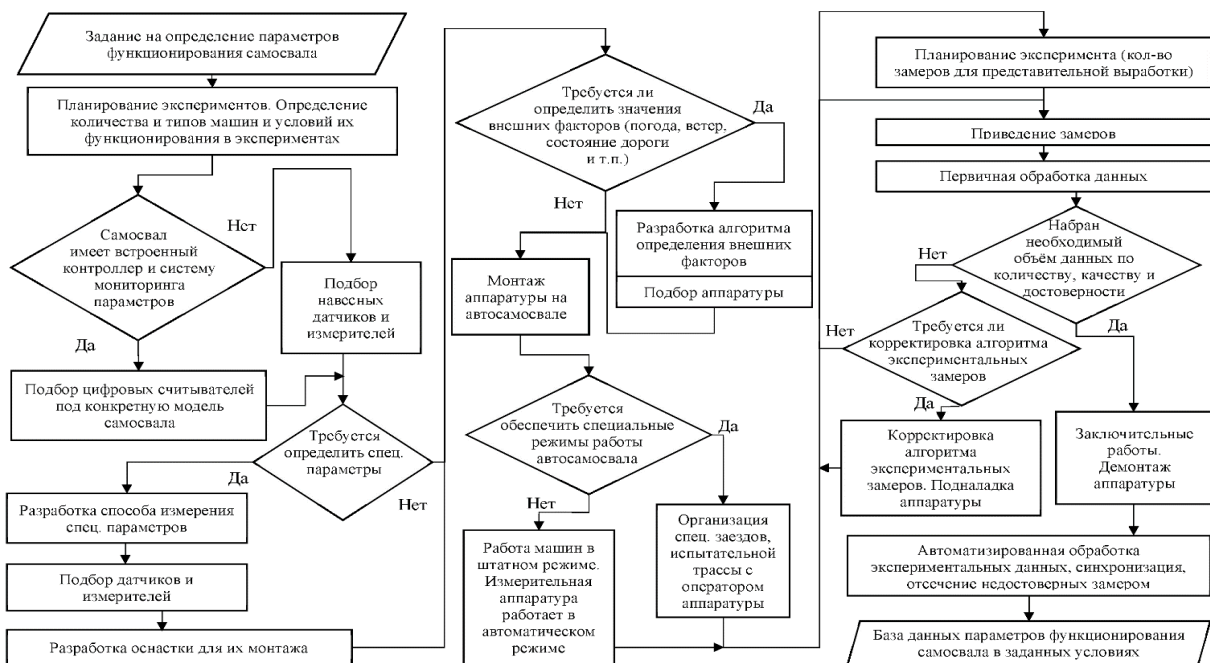 Задание на определение параметров
функционирования самосвала
Планирование экспериментов. Определение
количества и типов машин и условий их
функционирования в экспериментах
Самосвал
имеет встроенный
контроллер и систему
мониторинга
параметров
Нет
Да
Подбор
навесных
датчиков и
измерителей
Подбор цифровых считывателей
под конкретную модель
самосвала
Требуется
определить спец.
параметры
Да
Нет
Разработка способа измерения
спец. параметров
Подбор датчиков и
измерителей
Разработка оснастки для их монтажа
Требуется ли
определить значения
внешних факторов (погода, ветер,
состояние дороги
и т.п.)
Да
Нет
Разработка алгоритма
определения внешних
факторов
Подбор аппаратуры
Монтаж
аппаратуры на
автосамосвале
Требуется
обеспечить специальные
режимы работы
автосамосвала
Да
Нет
Работа машин в
штатном режиме.
Измерительная
аппаратура
работает в
автоматическом
режиме
Организация
спец. заездов,
испытательной
трассы с
оператором
аппаратуры
Планирование эксперимента (кол-во
замеров для представительной выработки)
Приведение замеров
Первичная обработка данных
Набран
необходимый
объём данных по
количеству, качеству и
достоверности
Нет
Да
Требуется ли
корректировка алгоритма
экспериментальных
замеров
Нет
Да
Корректировка
алгоритма
экспериментальных
замеров. Подналадка
аппаратуры
Заключительные
работы.
Демонтаж
аппаратуры
Автоматизированная обработка
экспериментальных данных, синхронизация,
отсечение недостоверных замером
База данных параметров функционирования
самосвала в заданных условиях